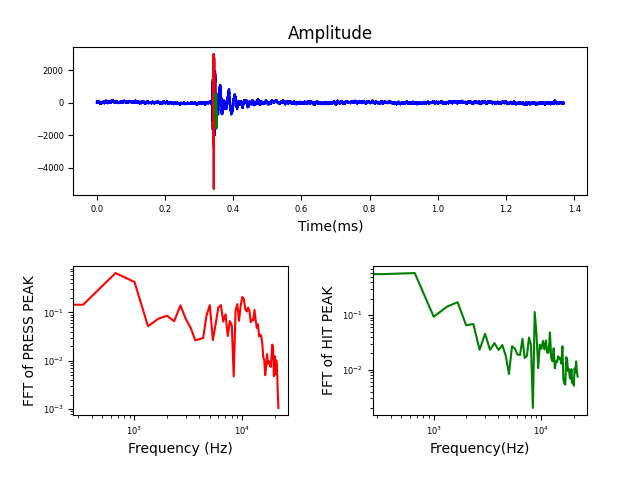 Amplitude
2000
0
−2000
−4000
0.0 0.2 0.4 0.6 0.8 1.0 1.2 1.4
Time(ms)
FFT of PRESS PEAK
10⁻¹
10⁻²
10⁻³
10³ 10⁴
Frequency (Hz)
FFT of HIT PEAK
10⁻¹
10⁻²
10³ 10⁴
Frequency(Hz)